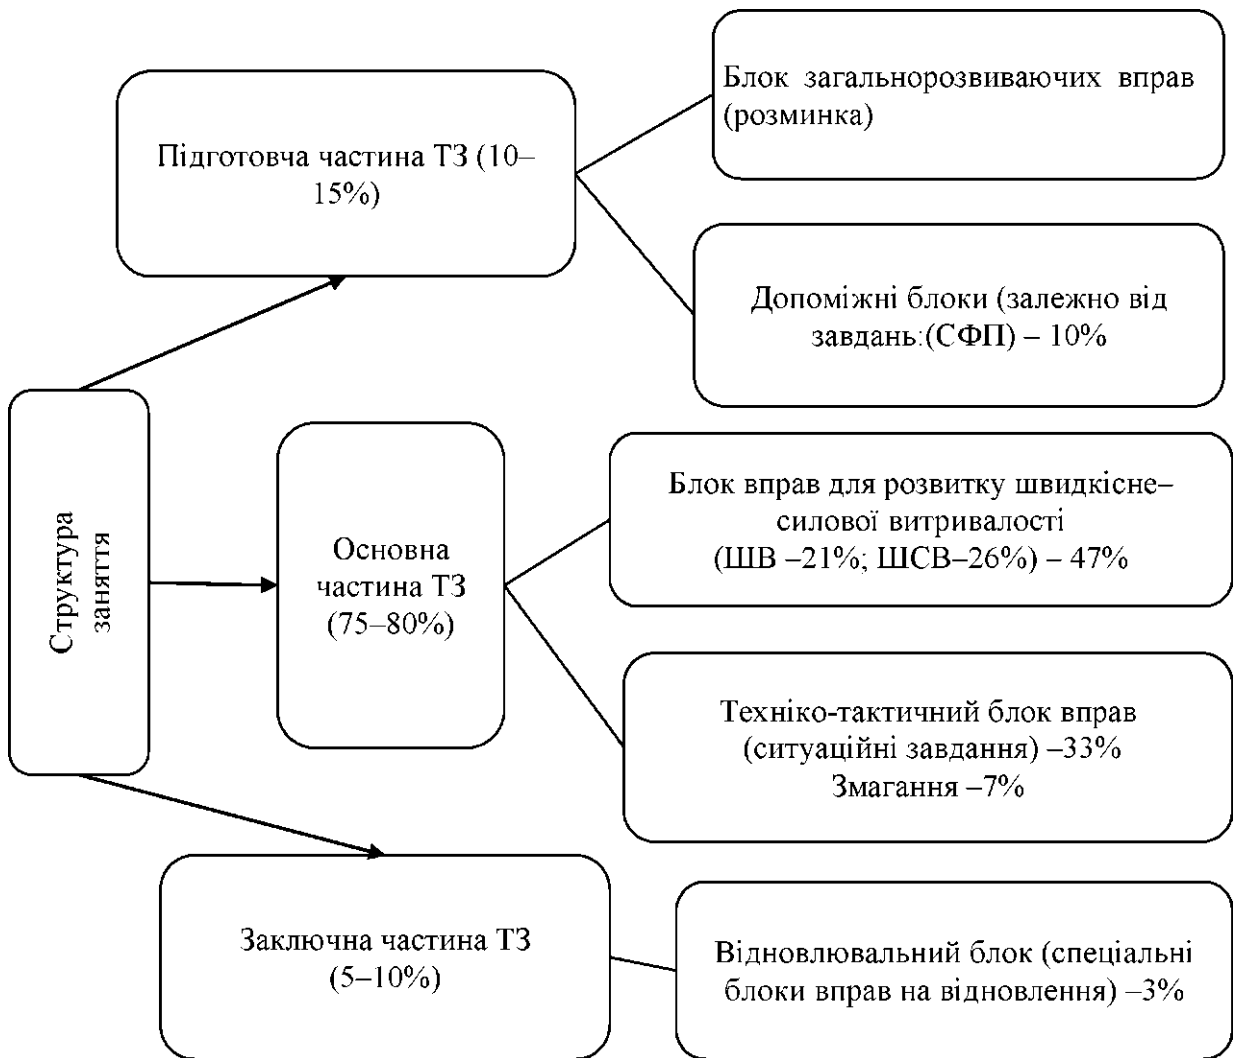 Блок загальнорозвиваючих вправ
(розминка)
Підготовча частина ТЗ (10–
15%)
Допоміжні блоки (залежно від
завдань:(СФП) – 10%
Структура
заняття
Основна
частина ТЗ
(75–80%)
Блок вправ для розвитку швидкісне–
силової витривалості
(ШВ –21%; ШСВ–26%) – 47%
Техніко-тактичний блок вправ
(ситуаційні завдання) –33%
Змагання –7%
Заключна частина ТЗ
(5–10%)
Відновлювальний блок (спеціальні
блоки вправ на відновлення) –3%